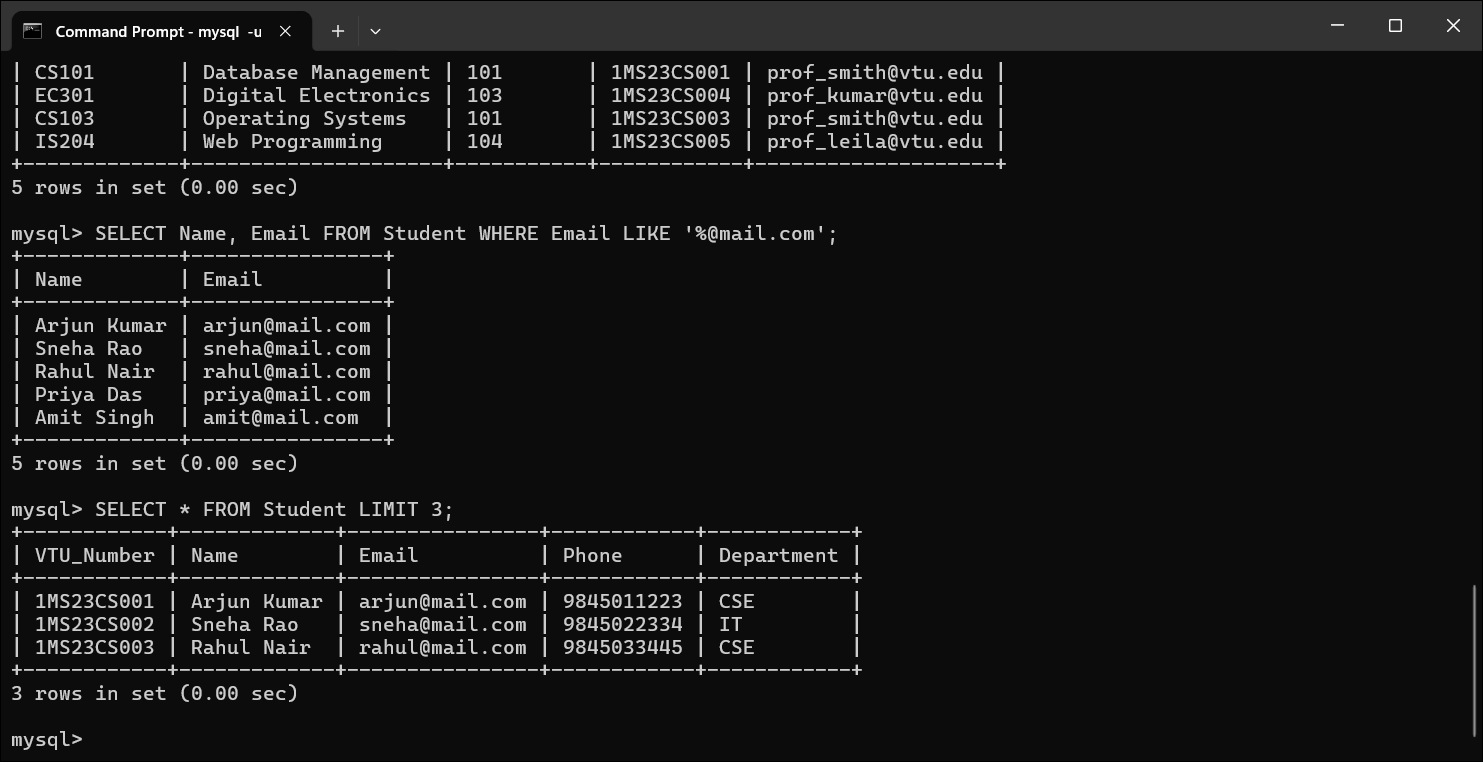 Command Prompt - mysql -u
| CS101       | Database Management | 101       | 1MS23CS001 | prof_smith@vtu.edu |
| EC301       | Digital Electronics | 103       | 1MS23CS004 | prof_kumar@vtu.edu |
| CS103       | Operating Systems   | 101       | 1MS23CS003 | prof_smith@vtu.edu |
| IS204       | Web Programming     | 104       | 1MS23CS005 | prof_leila@vtu.edu |
+-------------+---------------------+-----------+------------+--------------------+
5 rows in set (0.00 sec)
mysql> SELECT Name, Email FROM Student WHERE Email LIKE '%@mail.com';
+-------------+----------------+
| Name        | Email          |
+-------------+----------------+
| Arjun Kumar | arjun@mail.com |
| Sneha Rao   | sneha@mail.com |
| Rahul Nair  | rahul@mail.com |
| Priya Das   | priya@mail.com |
| Amit Singh  | amit@mail.com  |
+-------------+----------------+
5 rows in set (0.00 sec)
mysql> SELECT * FROM Student LIMIT 3;
+------------+-------------+----------------+------------+------------+
| VTU_Number | Name        | Email          | Phone      | Department |
+------------+-------------+----------------+------------+------------+
| 1MS23CS001 | Arjun Kumar | arjun@mail.com | 9845011223 | CSE        |
| 1MS23CS002 | Sneha Rao   | sneha@mail.com | 9845022334 | IT         |
| 1MS23CS003 | Rahul Nair  | rahul@mail.com | 9845033445 | CSE        |
+------------+-------------+----------------+------------+------------+
3 rows in set (0.00 sec)
mysql>